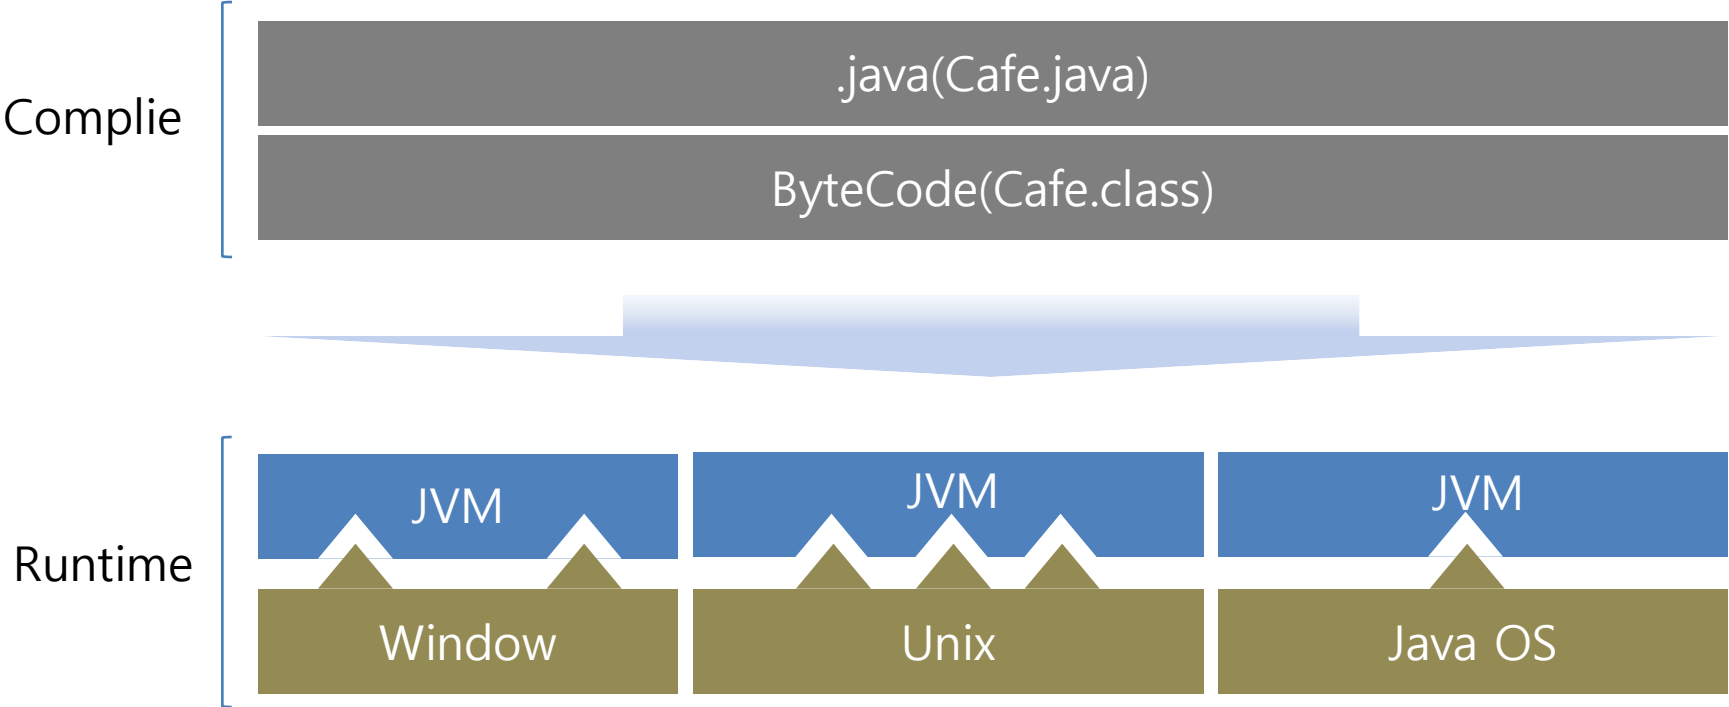 Complie
.java(Cafe.java)
ByteCode(Cafe.class)
Runtime
JVM
JVM
JVM
Window
Unix
Java OS